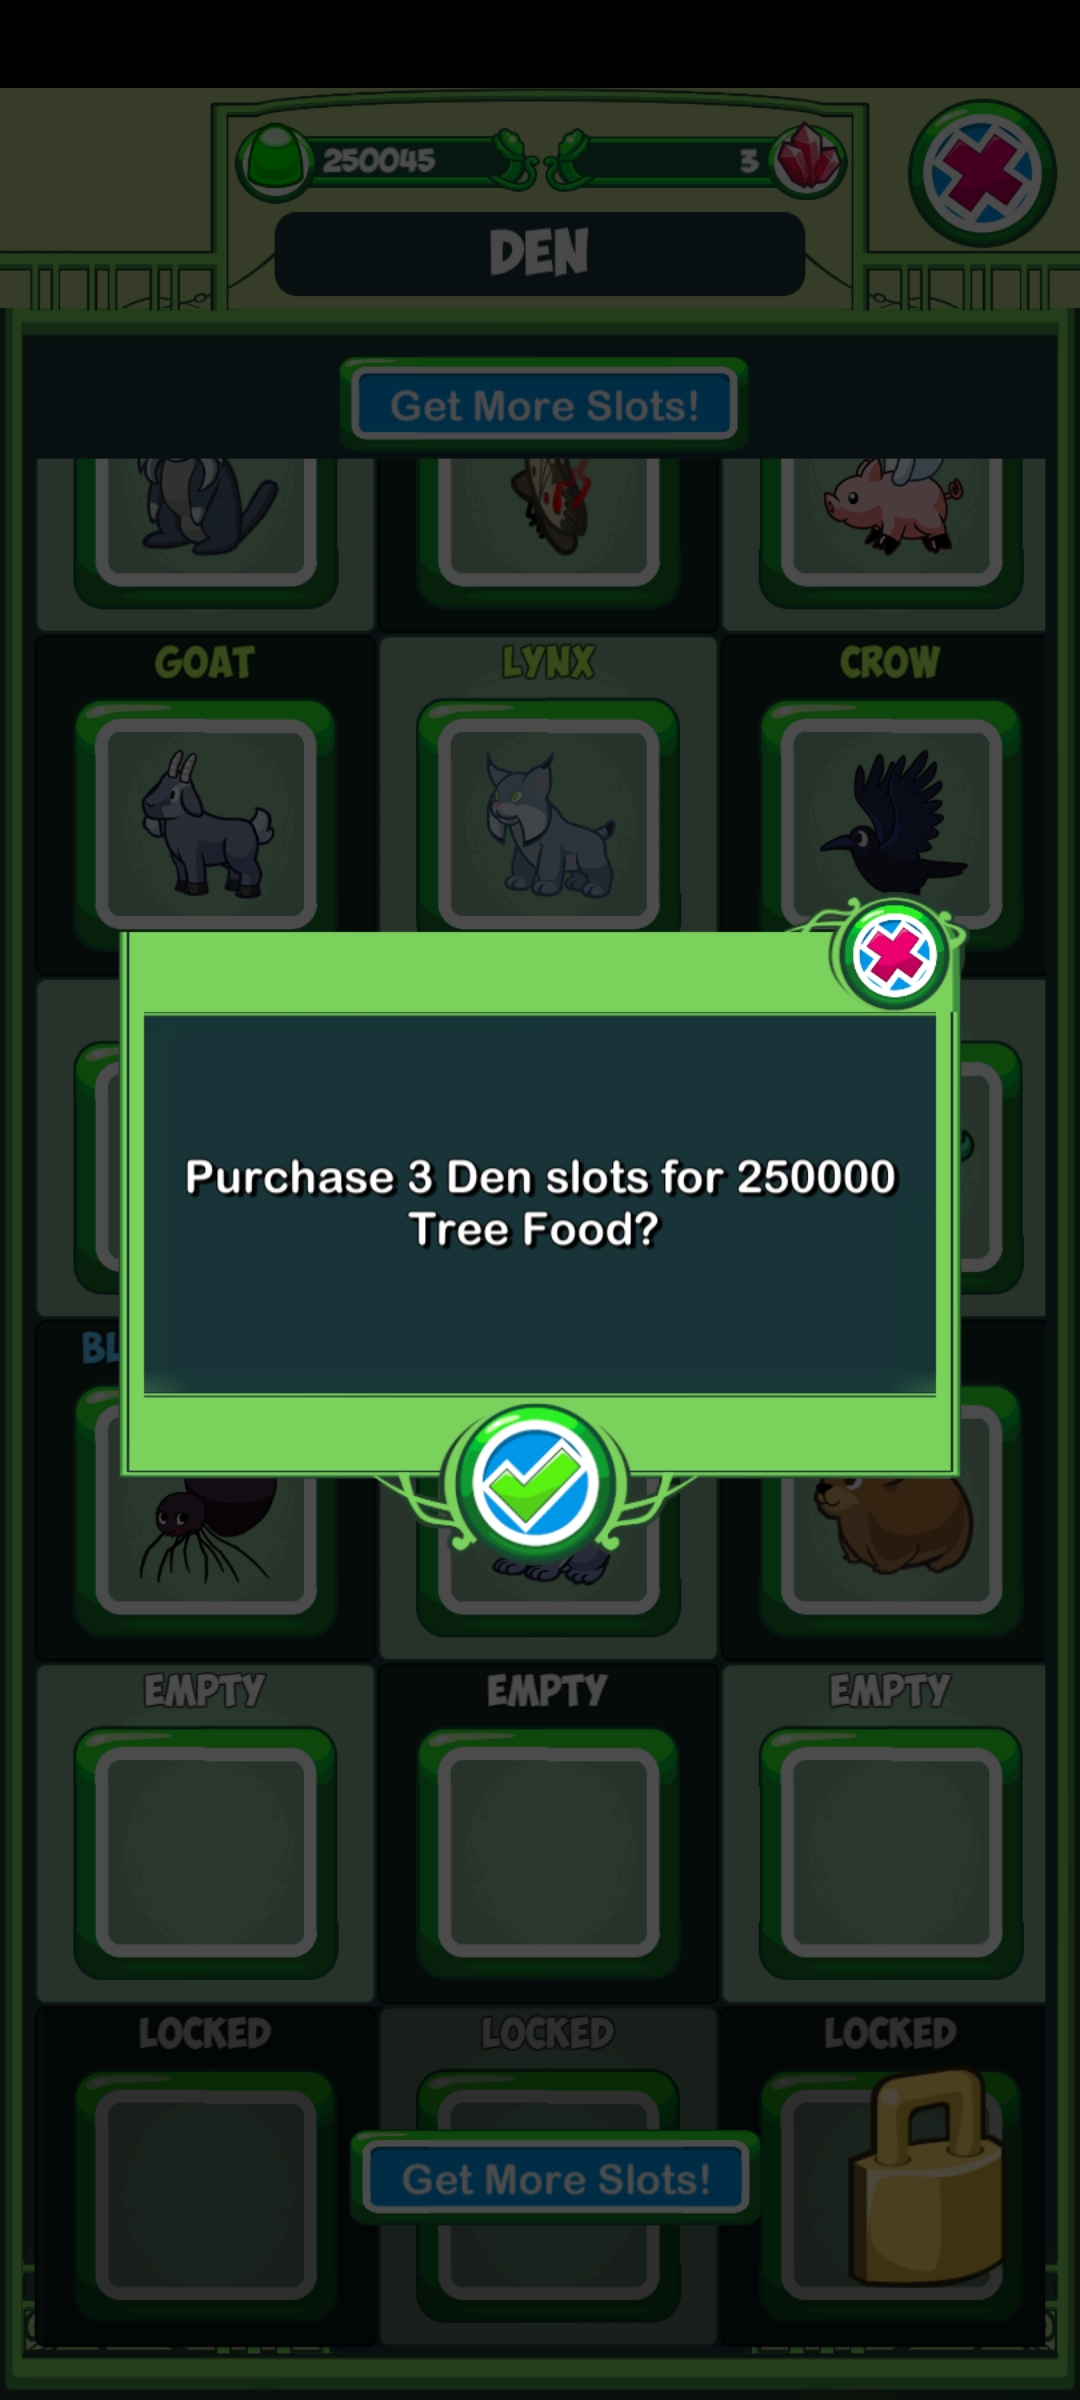 250045
3
DEN
Get More Slots!
GOAT
LYNX
CROW
Purchase 3 Den slots for 250000
Tree Food?
EMPTY
EMPTY
EMPTY
LOCKED
LOCKED
LOCKED
Get More Slots!